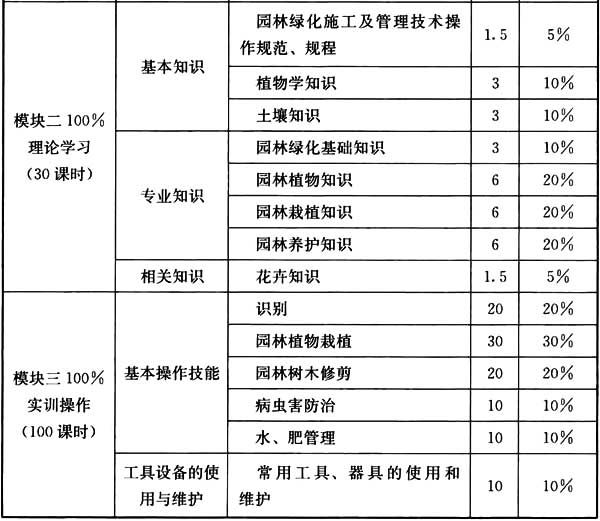 模块二 100%
理论学习
（30 课时）
基本知识
园林绿化施工及管理技术操
作规范、规程
1.5
5%
植物学知识
3
10%
土壤知识
3
10%
专业知识
园林绿化基础知识
3
10%
园林植物知识
6
20%
园林栽植知识
6
20%
园林养护知识
6
20%
相关知识
花卉知识
1.5
5%
模块三 100%
实训操作
（100 课时）
基本操作技能
识别
20
20%
园林植物栽植
30
30%
园林树木修剪
20
20%
病虫害防治
10
10%
水、肥管理
10
10%
工具设备的使
用与维护
常用工具、器具的使用和
维护
10
10%